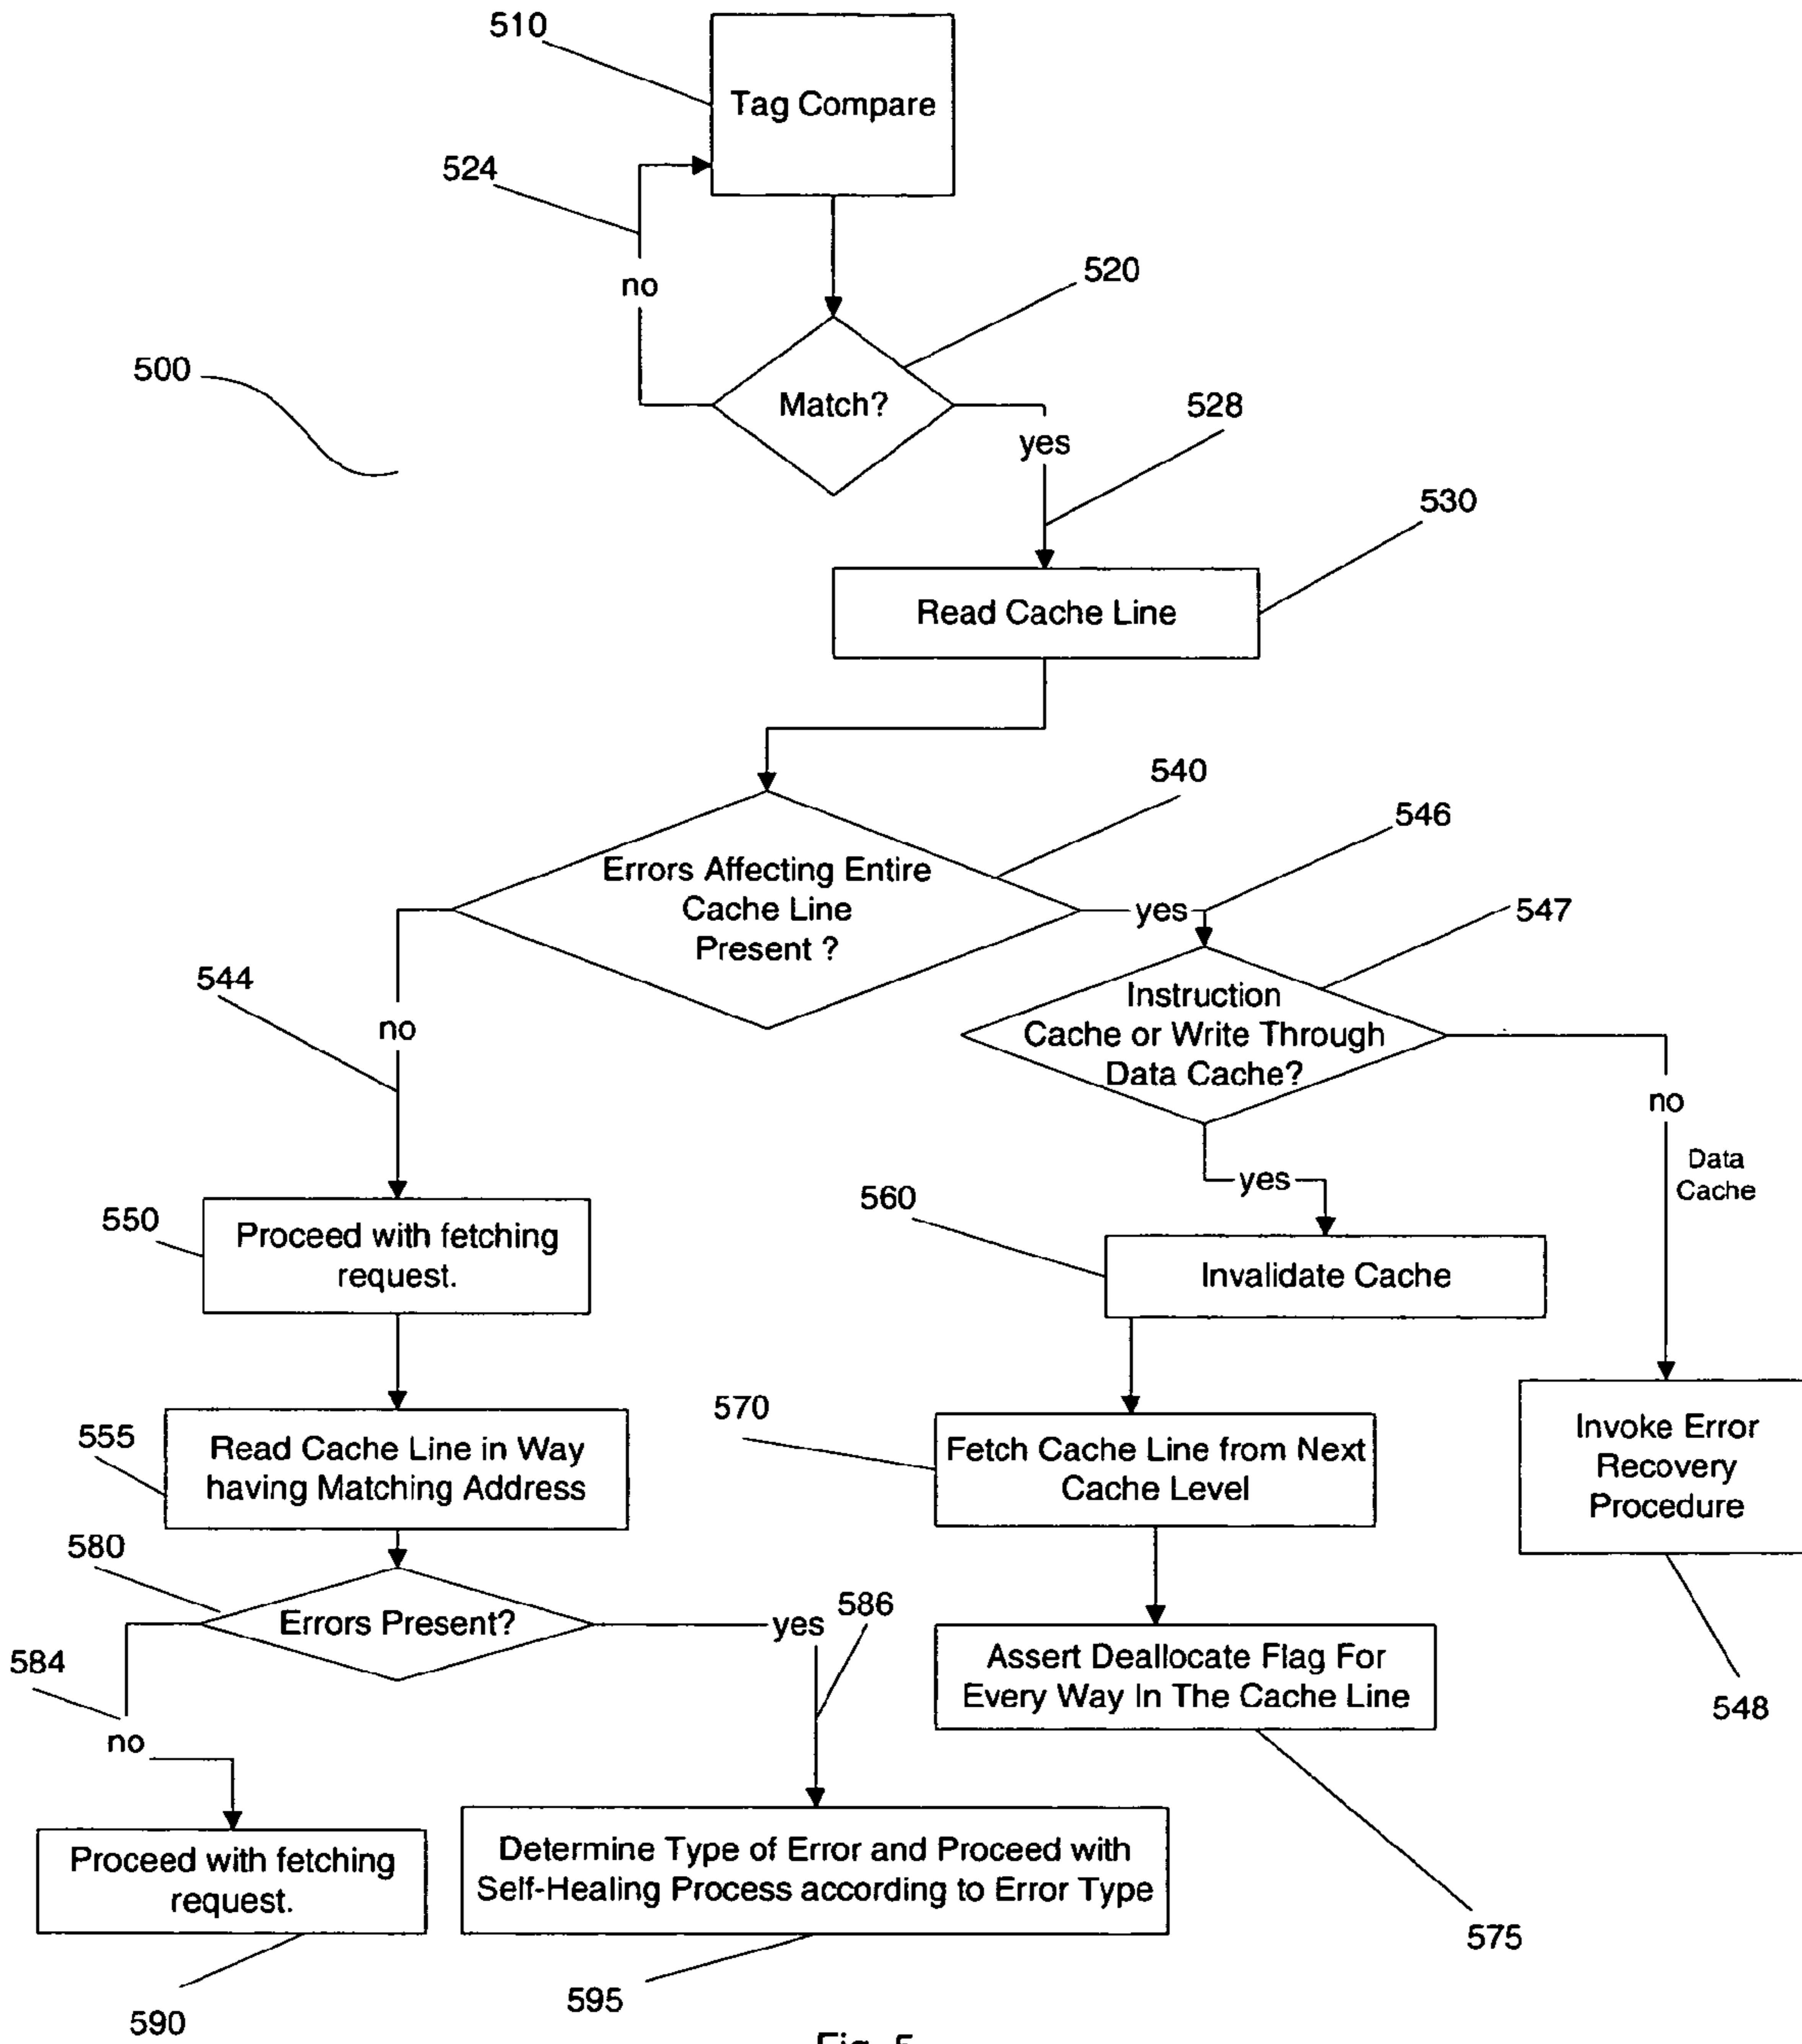 510
Tag Compare
524
no
520
Match?
500
528
yes
530
Read Cache Line
540
546
Errors Affecting Entire
Cache Line
Present ?
yes
547
544
no
Instruction
Cache or Write Through
Data Cache?
no
Data
Cache
yes
550
Proceed with fetching
request.
560
Invalidate Cache
570
Fetch Cache Line from Next
Cache Level
Invoke Error
Recovery
Procedure
555
Read Cache Line in Way
having Matching Address
580
Errors Present?
yes
586
584
no
Assert Deallocate Flag For
Every Way In The Cache Line
548
Proceed with fetching
request.
Determine Type of Error and Proceed with
Self-Healing Process according to Error Type
575
590
595
Fig. 5